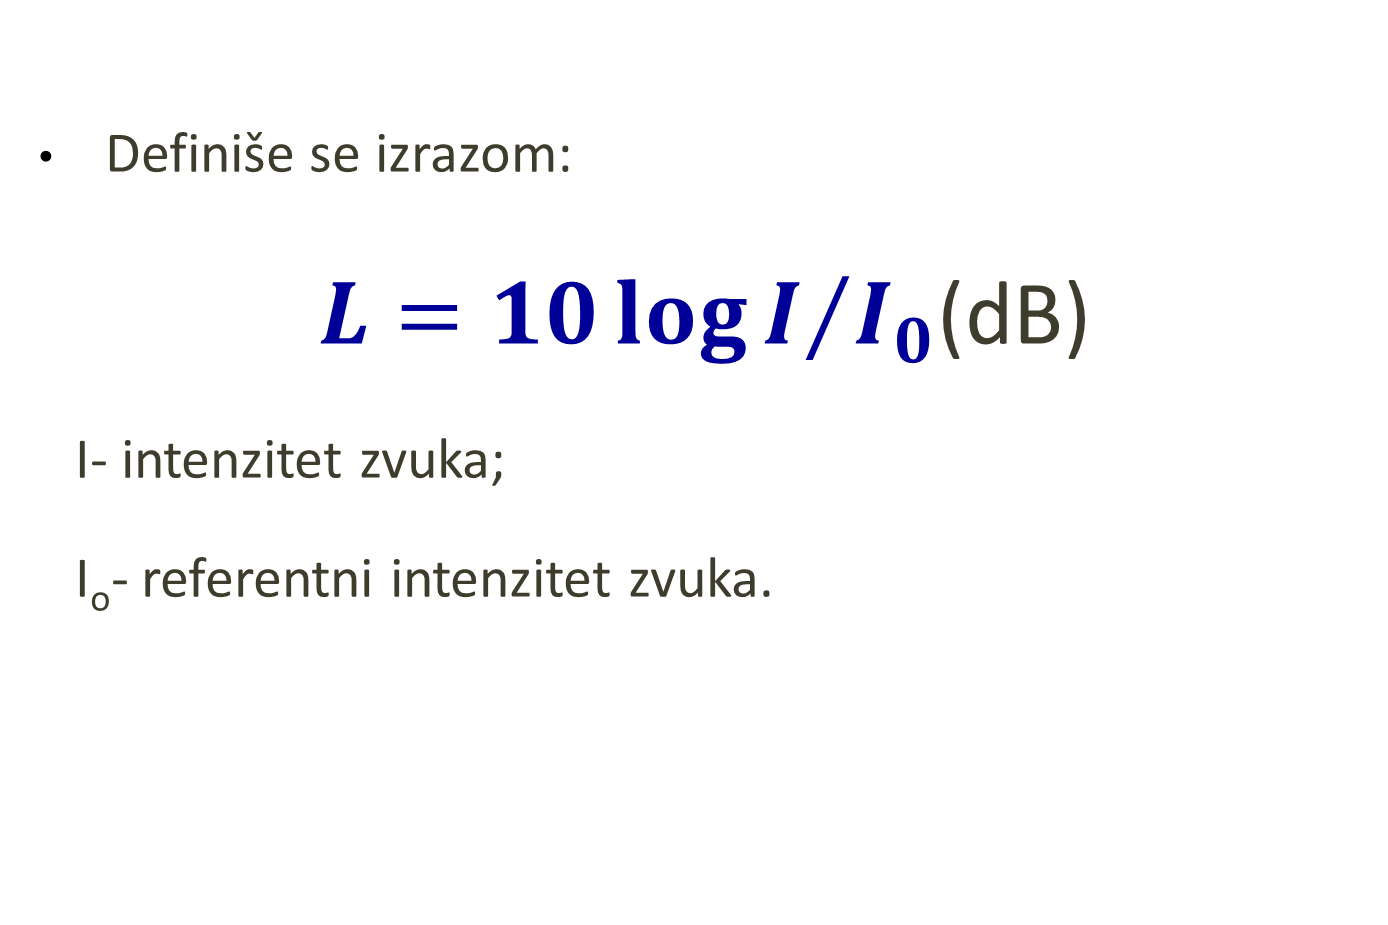 • Definiše se izrazom:
L = 10 log I/I₀(dB)
I- intenzitet zvuka;
Iₒ- referentni intenzitet zvuka.